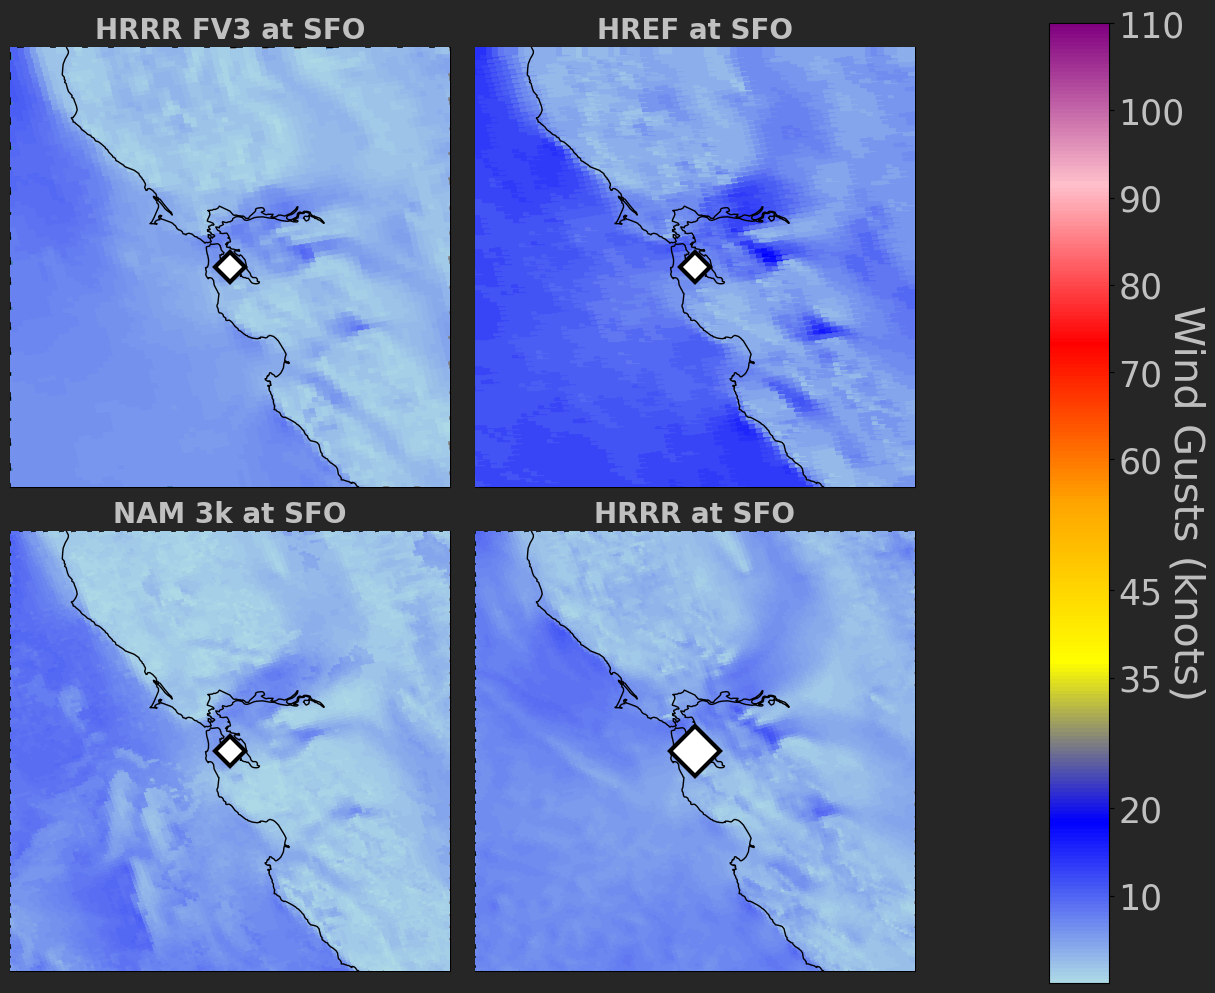 HRRR FV3 at SFO
HREF at SFO
NAM 3k at SFO
HRRR at SFO
110
100
90
80
70
60
45
35
20
10
Wind Gusts (knots)